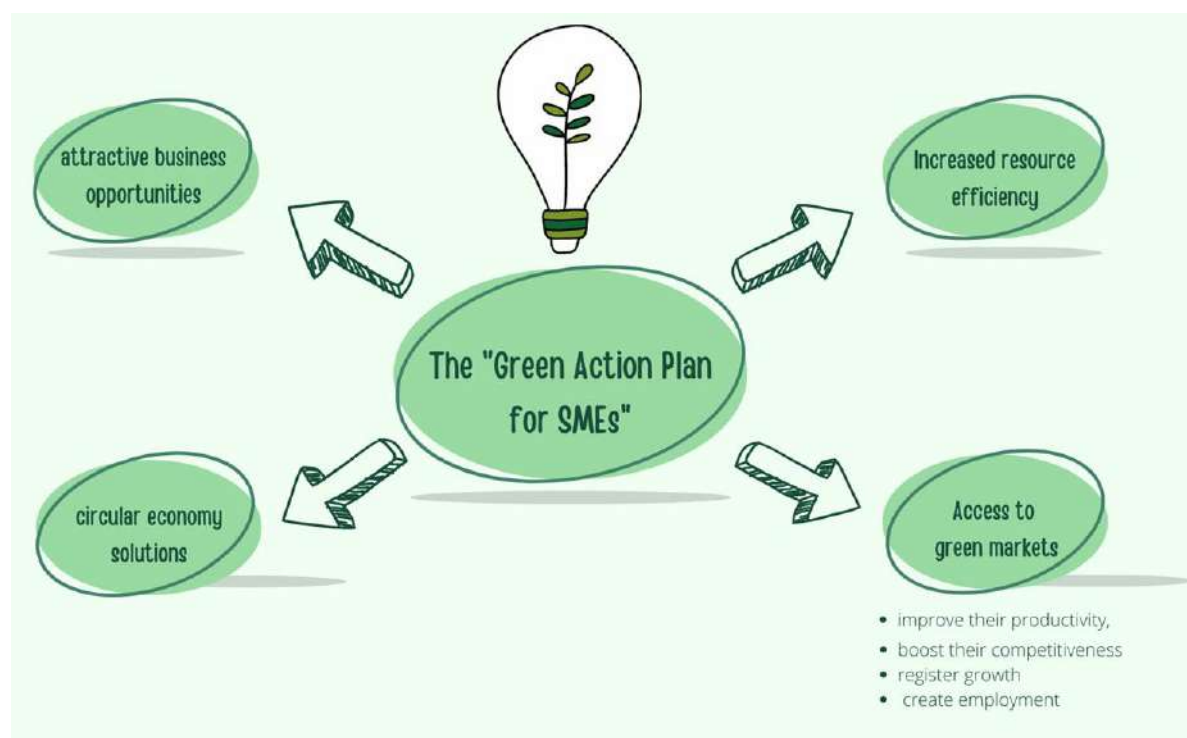 attractive business
opportunities
Increased resource
efficiency
The "Green Action Plan
for SMEs"
circular economy
solutions
Access to
green markets
• improve their productivity,
• boost their competitiveness
• register growth
• create employment